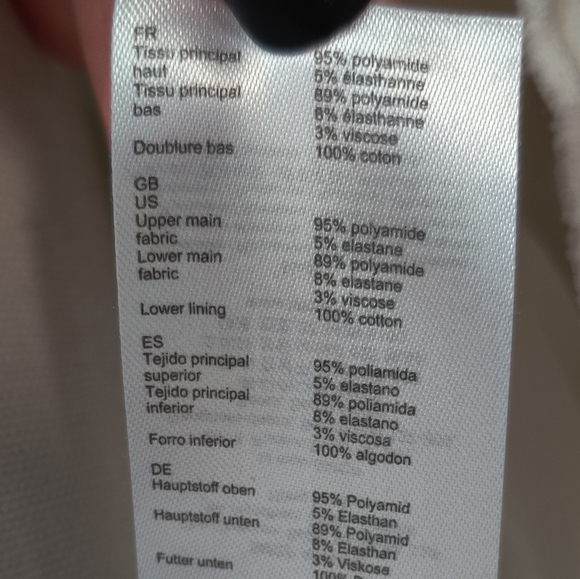 FR
Tissu principal 95% polyamide
haut 5% élasthanne
Tissu principal 89% polyamide
bas 8% élasthanne
3% viscose
Doublure bas 100% coton
GB
US
Upper main 95% polyamide
fabric 5% elastane
Lower main 89% polyamide
fabric 8% elastane
3% viscose
Lower lining 100% cotton
ES
Tejido principal 95% poliamida
superior 5% elastano
Tejido principal 89% poliamida
inferior 8% elastano
3% viscosa
Forro inferior 100% algodon
DE
Hauptstoff oben 95% Polyamid
5% Elasthan
Hauptstoff unten 89% Polyamid
8% Elasthan
Futter unten 3% Viskose
100%